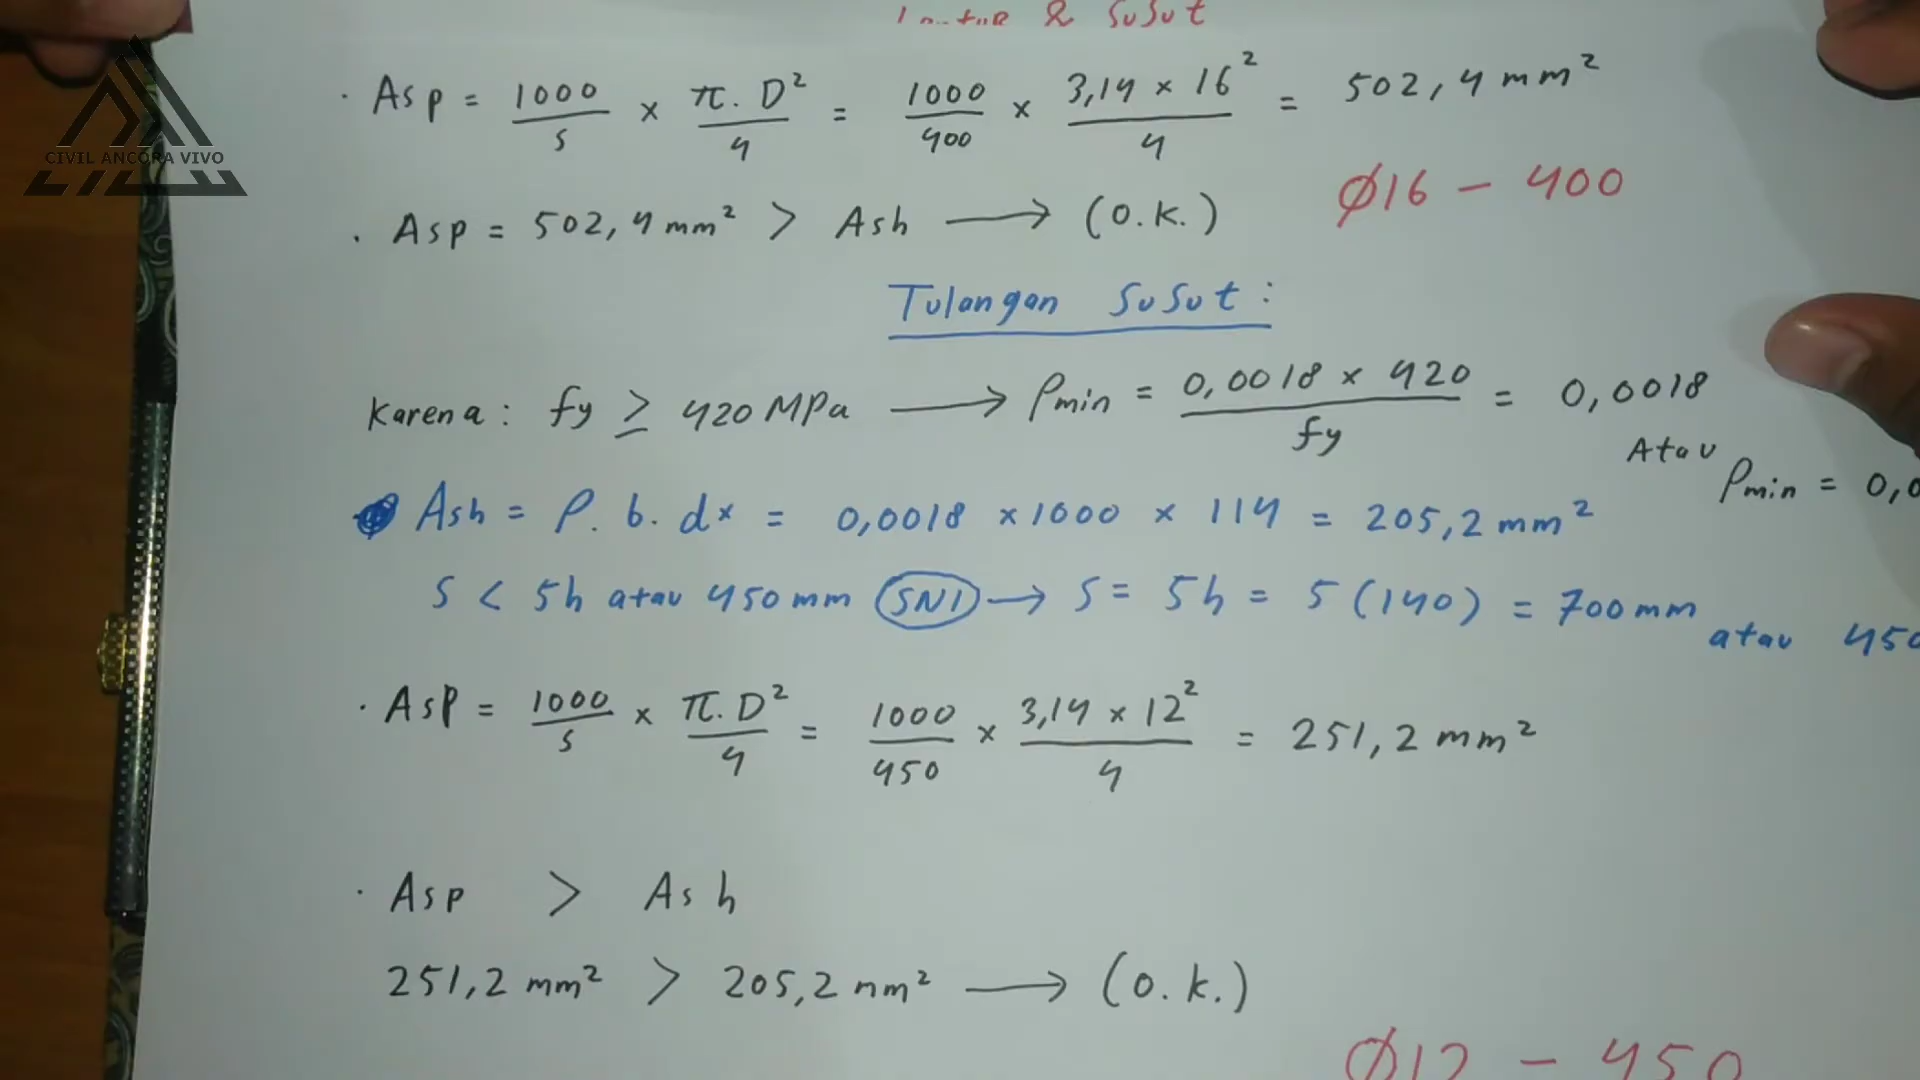 & SUSUT
CIVIL ANCORA VIVO
. Asp = 1000/s x π. D²/4 = 1000/400 x 3,14 x 16²/4 = 502,4 mm²
Ø16 - 400
. Asp = 502,4 mm² > Ash → (O.K.)
Tulangan SuSut :
Karena : fy ≥ 420 MPa → ρmin = 0,0018 x 420/fy = 0,0018
Atau ρmin = 0,0
Ash = ρ. b. dx = 0,0018 x 1000 x 114 = 205,2 mm²
S < 5h atau 450 mm SNI → S = 5h = 5 (140) = 700 mm
atau 450
. Asp = 1000/s x π. D²/4 = 1000/450 x 3,14 x 12²/4 = 251,2 mm²
. Asp > Ash
251,2 mm² > 205,2 mm² → (O.K.)
Ø12 - 450